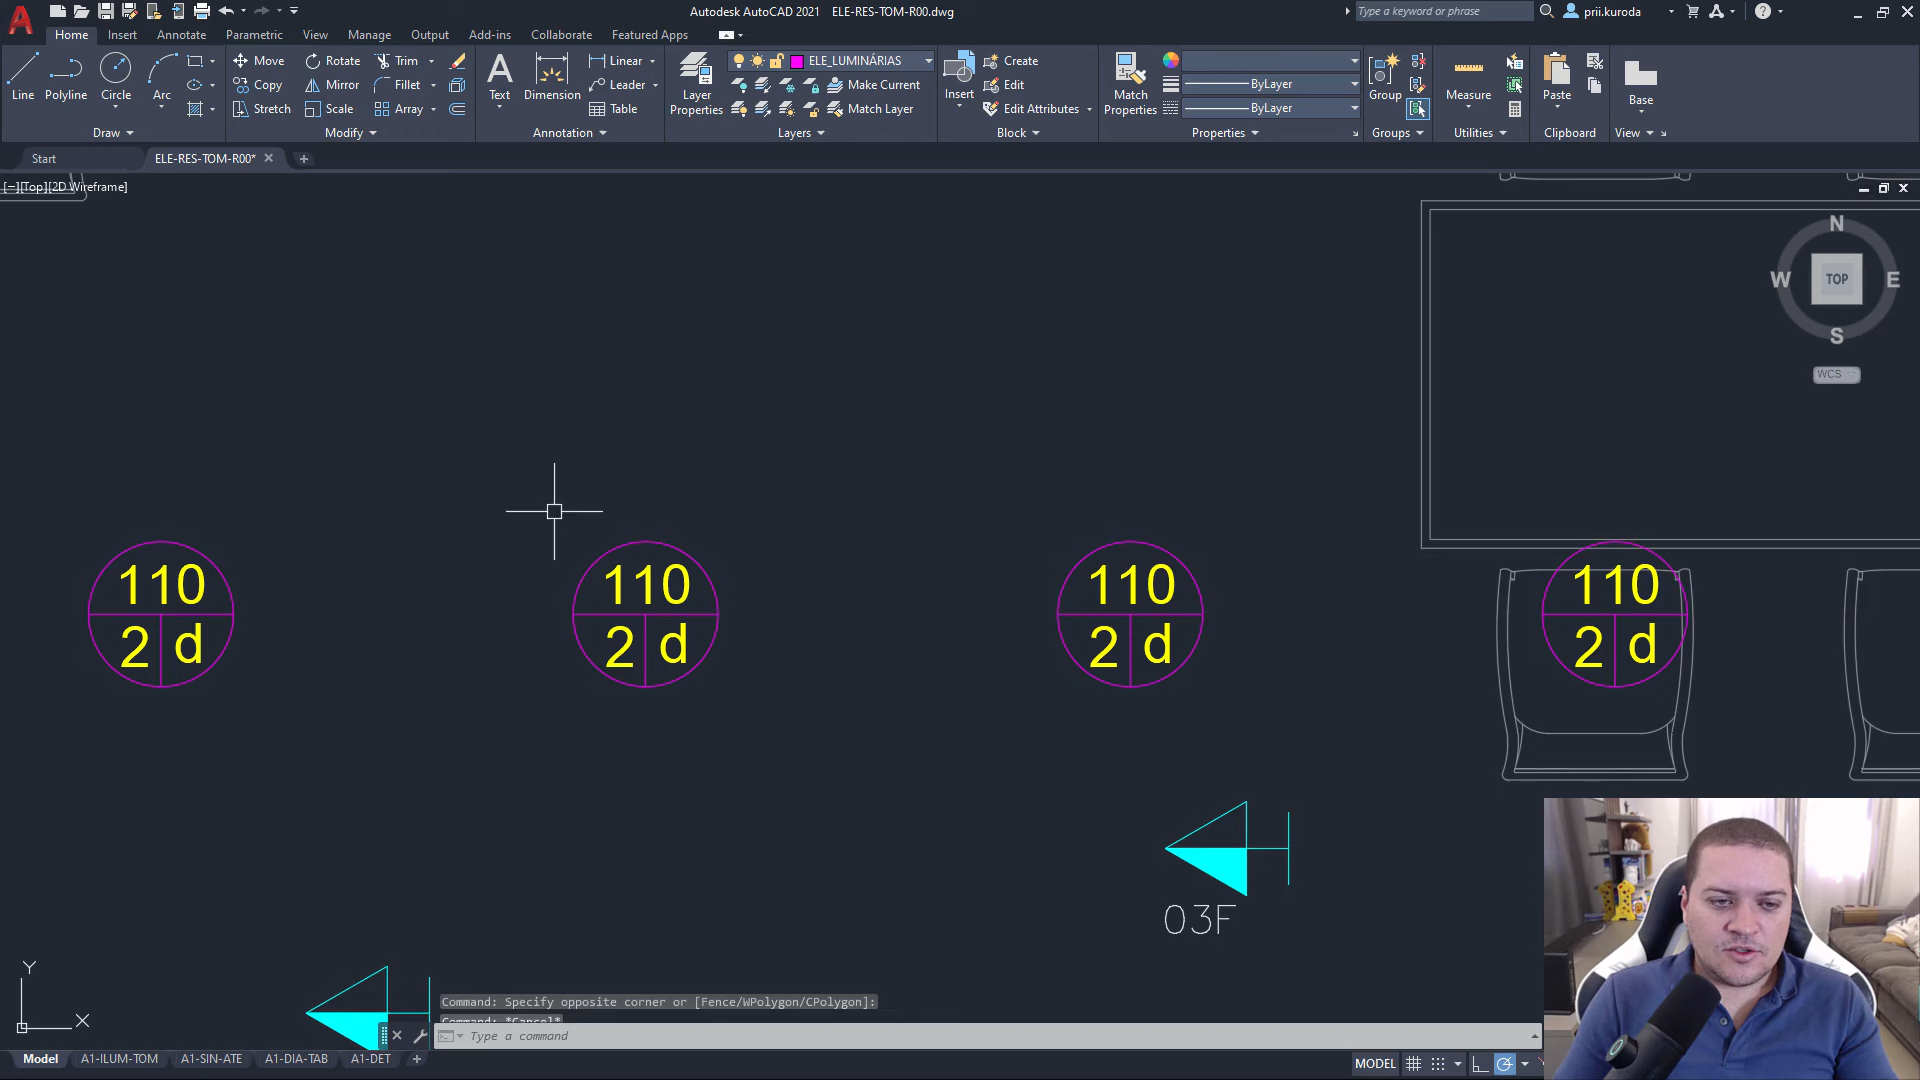 Autodesk AutoCAD 2021 ELE-RES-TOM-R00.dwg
Type a keyword or phrase
prii.kuroda
Home Insert Annotate Parametric View Manage Output Add-ins Collaborate Featured Apps
Line Polyline Circle Arc
Move Rotate Trim
Copy Mirror Fillet
Stretch Scale Array
Text Dimension
Linear
Leader
Table
Layer Properties
ELE_LUMINÁRIAS
Make Current
Match Layer
Insert
Create
Edit
Edit Attributes
Match Properties
ByLayer
ByLayer
Group
Measure
Paste
Base
Draw Modify Annotation Layers Block Properties Groups Utilities Clipboard View
Start ELE-RES-TOM-R00*
[−][Top][2D Wireframe]
N
W TOP E
S
WCS
110 110 110 110
2 d 2 d 2 d 2 d
03F
Y
X
Command: Specify opposite corner or [Fence/WPolygon/CPolygon]:
Command: *Cancel*
Type a command
Model A1-ILUM-TOM A1-SIN-ATE A1-DIA-TAB A1-DET
MODEL